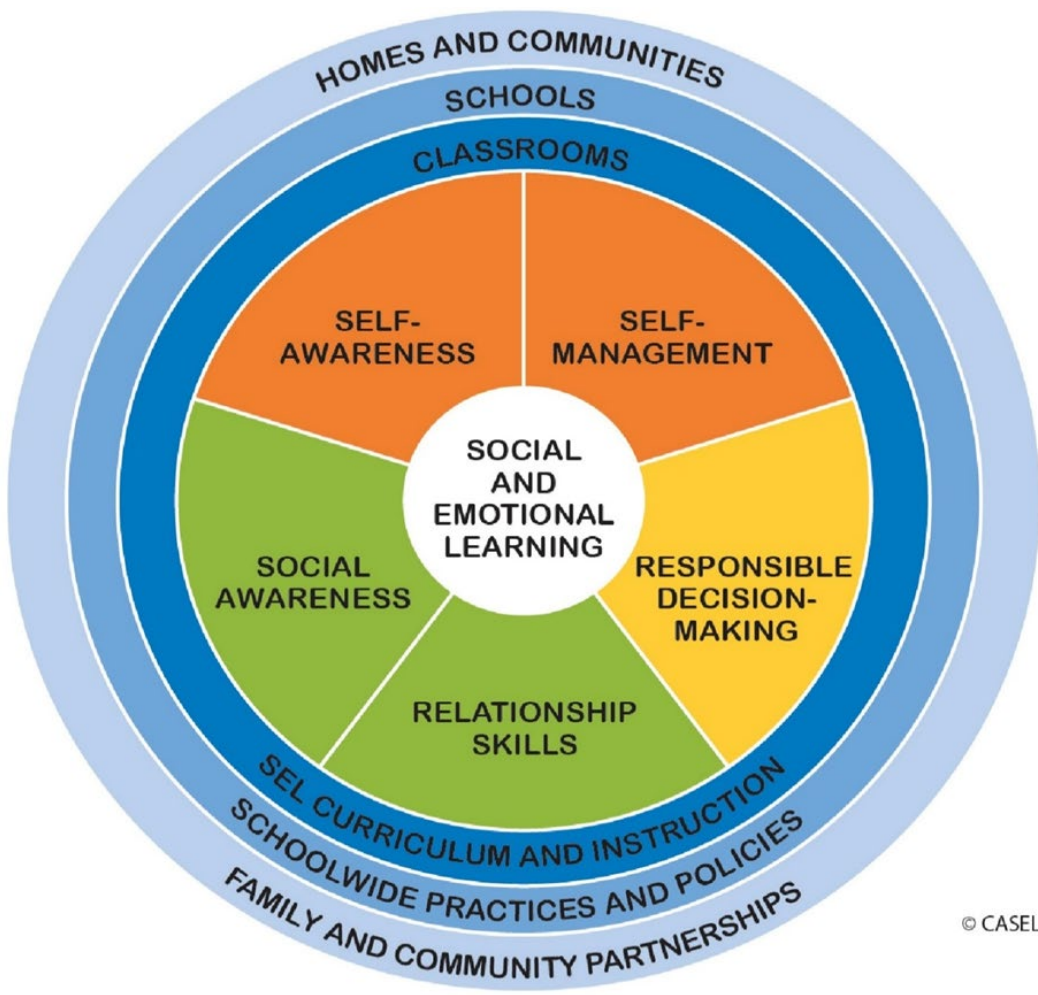 HOMES AND COMMUNITIES
SCHOOLS
CLASSROOMS
SELF-
AWARENESS
SELF-
MANAGEMENT
SOCIAL
AND
EMOTIONAL
LEARNING
SOCIAL
AWARENESS
RESPONSIBLE
DECISION-
MAKING
RELATIONSHIP
SKILLS
SEL CURRICULUM AND INSTRUCTION
SCHOOLWIDE PRACTICES AND POLICIES
FAMILY AND COMMUNITY PARTNERSHIPS
© CASEL